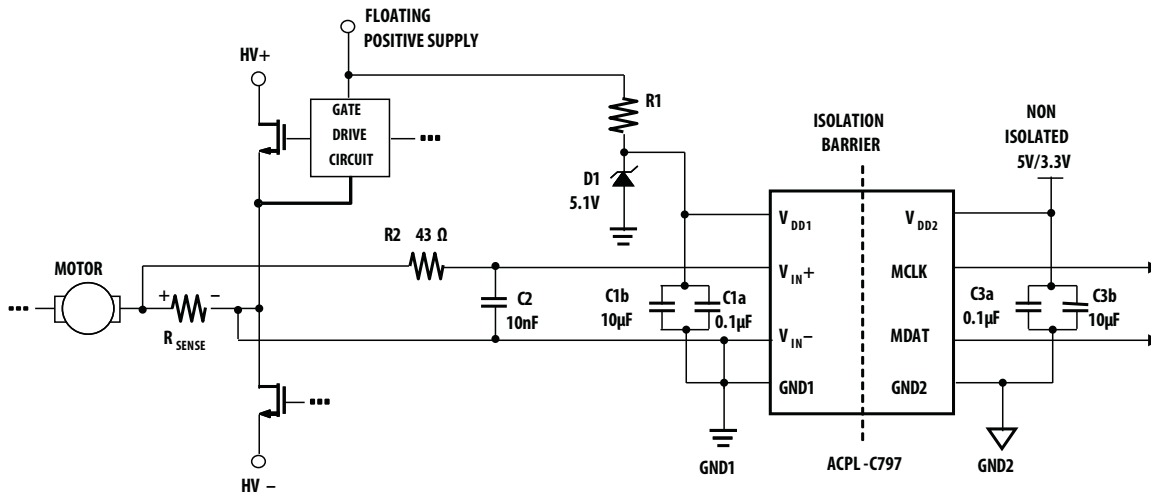 FLOATING
POSITIVE SUPPLY
HV+
GATE
DRIVE
CIRCUIT
...
R1
ISOLATION
BARRIER
NON
ISOLATED
5V/3.3V
D1
5.1V
VDD1
VDD2
R2 43 Ω
MOTOR
VIN+
MCLK
...
+
−
RSENSE
C2
10nF
C1b
10µF
C1a
0.1µF
C3a
0.1µF
C3b
10µF
VIN−
MDAT
GND1
GND2
...
GND1
ACPL-C797
GND2
HV −